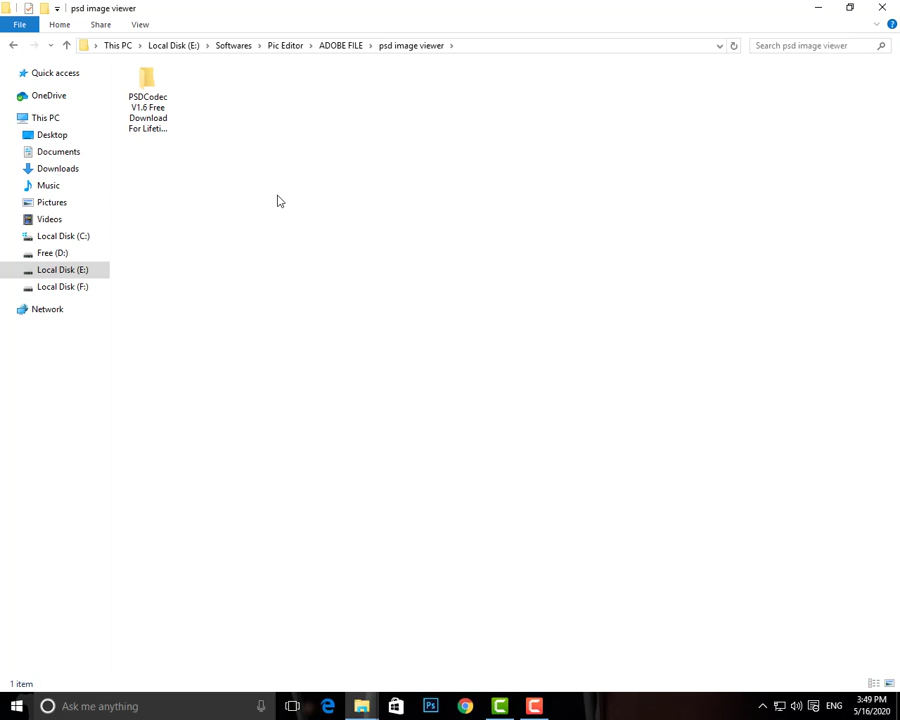 psd image viewer
File Home Share View
This PC Local Disk (E:) Softwares Pic Editor ADOBE FILE psd image viewer
Search psd image viewer
Quick access
OneDrive
This PC
Desktop
Documents
Downloads
Music
Pictures
Videos
Local Disk (C:)
Free (D:)
Local Disk (E:)
Local Disk (F:)
Network
PSDCodec
V1.6 Free
Download
For Lifeti...
1 item
Ask me anything
Ps
ENG
3:49 PM
5/16/2020